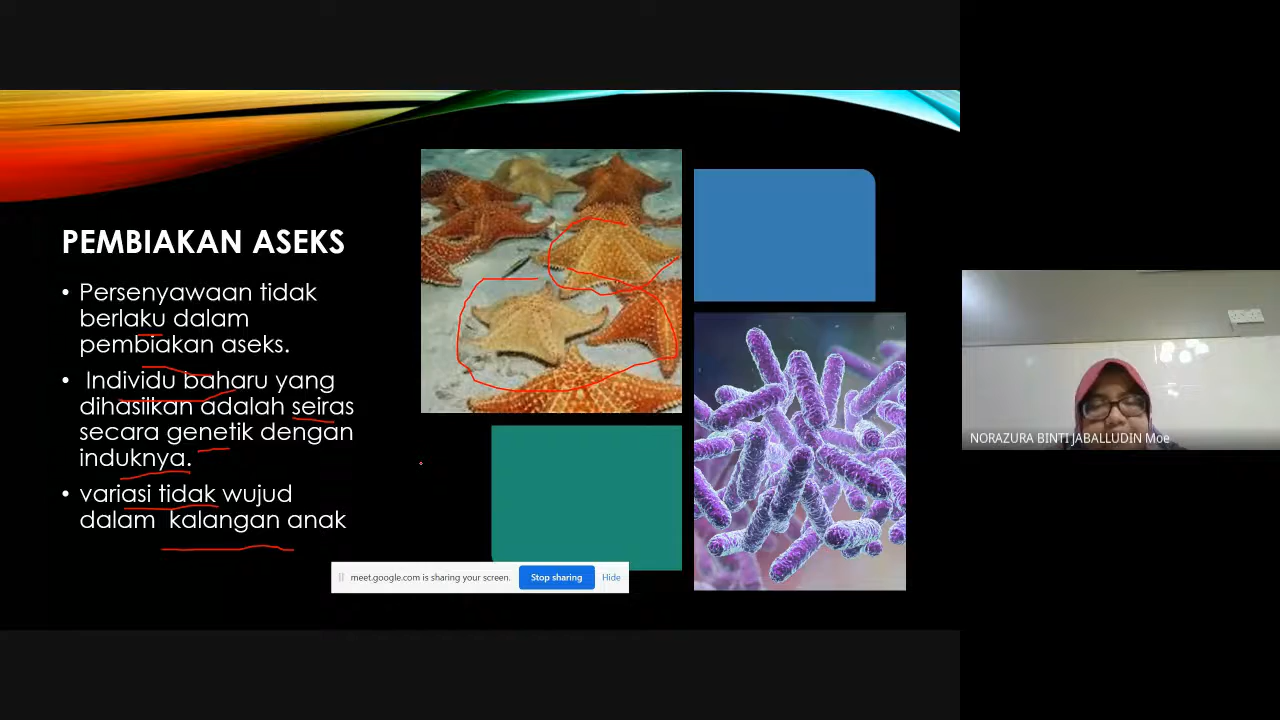 PEMBIAKAN ASEKS
• Persenyawaan tidak
berlaku dalam
pembiakan aseks.
• Individu baharu yang
dihasilkan adalah seiras
secara genetik dengan
induknya.
• variasi tidak wujud
dalam kalangan anak
meet.google.com is sharing your screen.
Stop sharing
Hide
NORAZURA BINTI JABALLUDIN Moe